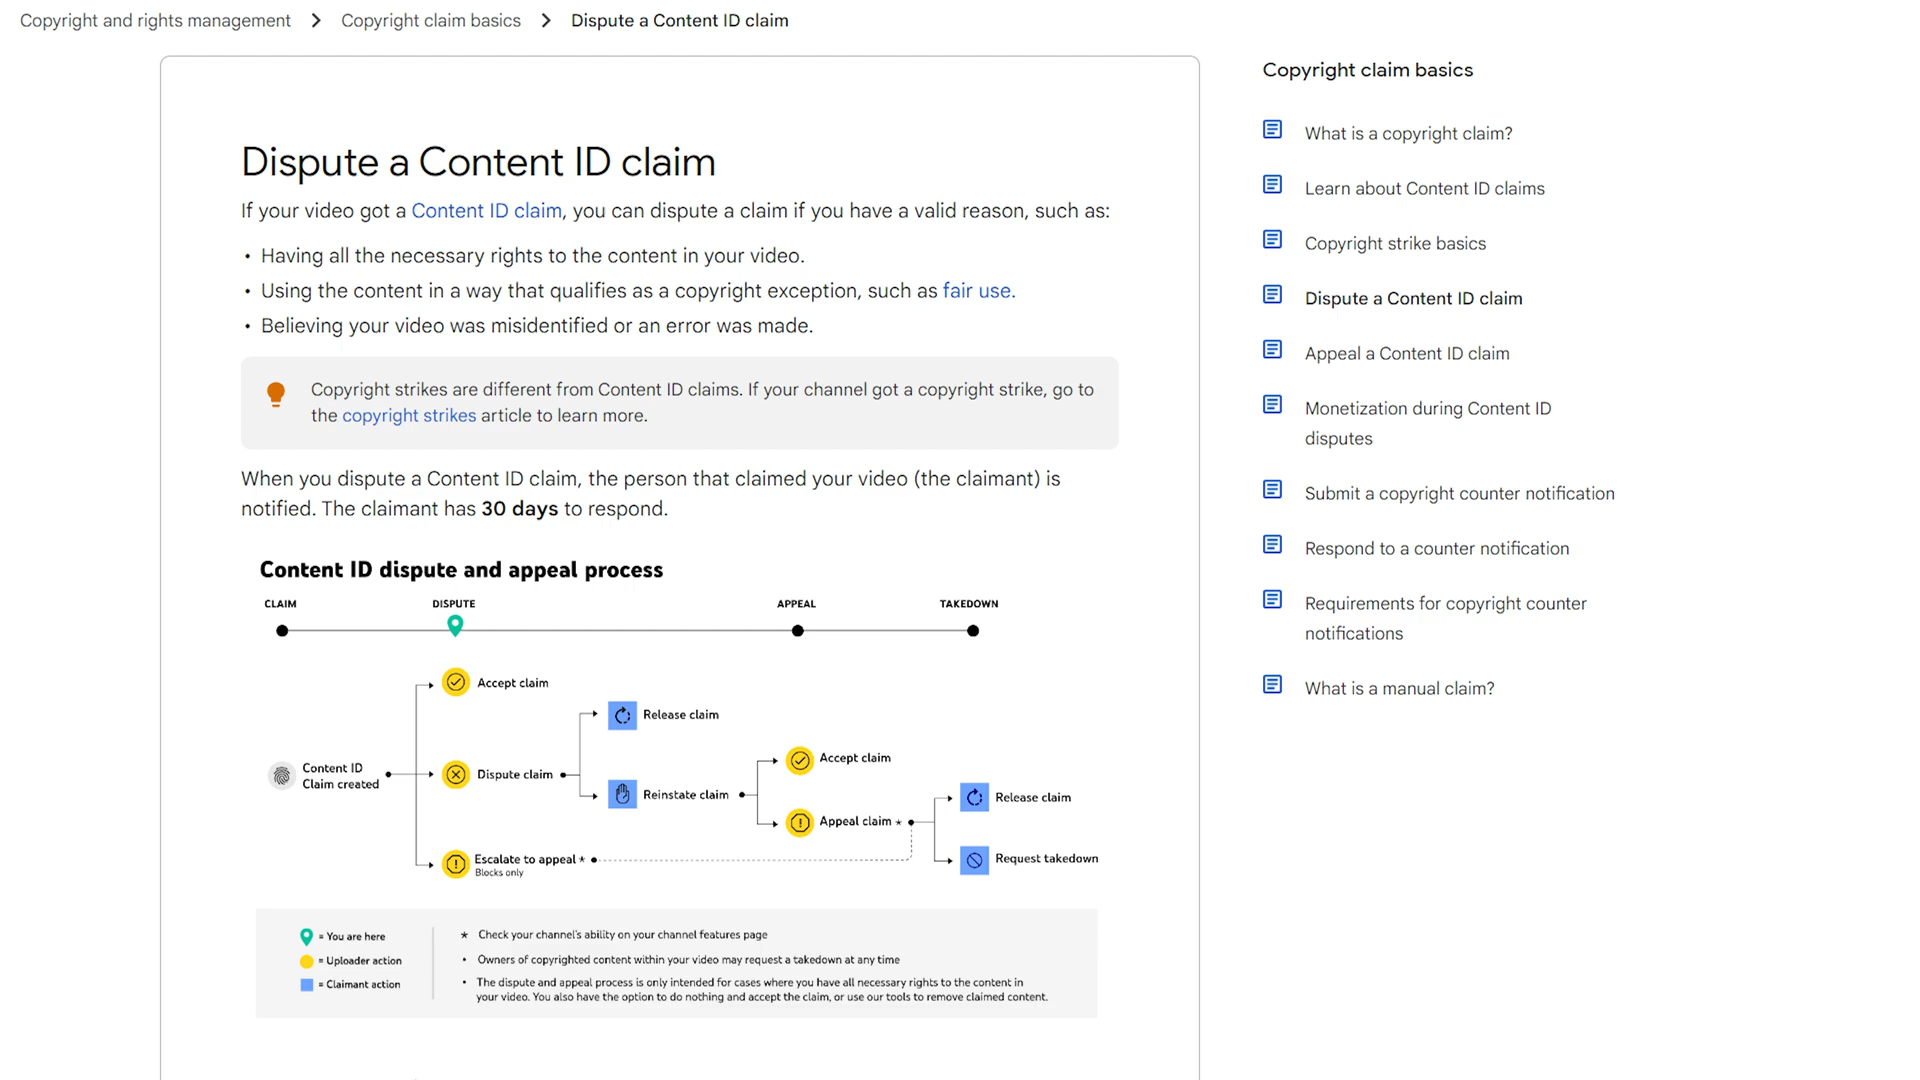 Copyright and rights management > Copyright claim basics > Dispute a Content ID claim
Dispute a Content ID claim
If your video got a Content ID claim, you can dispute a claim if you have a valid reason, such as:
• Having all the necessary rights to the content in your video.
• Using the content in a way that qualifies as a copyright exception, such as fair use.
• Believing your video was misidentified or an error was made.
Copyright strikes are different from Content ID claims. If your channel got a copyright strike, go to
the copyright strikes article to learn more.
When you dispute a Content ID claim, the person that claimed your video (the claimant) is
notified. The claimant has 30 days to respond.
Content ID dispute and appeal process
CLAIM
DISPUTE
APPEAL
TAKEDOWN
Content ID
Claim created
Accept claim
Dispute claim
Escalate to appeal *
Blocks only
Release claim
Reinstate claim
Accept claim
Appeal claim *
Release claim
Request takedown
= You are here
= Uploader action
= Claimant action
* Check your channel's ability on your channel features page
• Owners of copyrighted content within your video may request a takedown at any time
• The dispute and appeal process is only intended for cases where you have all necessary rights to the content in
your video. You also have the option to do nothing and accept the claim, or use our tools to remove claimed content.
Copyright claim basics
What is a copyright claim?
Learn about Content ID claims
Copyright strike basics
Dispute a Content ID claim
Appeal a Content ID claim
Monetization during Content ID
disputes
Submit a copyright counter notification
Respond to a counter notification
Requirements for copyright counter
notifications
What is a manual claim?